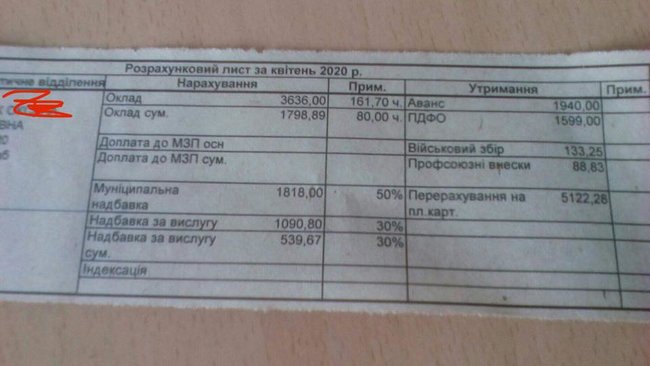 Розрахунковий лист за квітень 2020 р.
відділення
Нарахування Прим. Утримання Прим.
Оклад 3636,00 161,70 ч. Аванс 1940,00
Оклад сум. 1798,89 80,00 ч. ПДФО 1599,00
Доплата до МЗП осн Військовий збір 133,25
Доплата до МЗП сум. Профсоюзні внески 88,83
Муніципальна надбавка 1818,00 50% Перерахування на пл.карт. 5122,28
Надбавка за вислугу 1090,80 30%
Надбавка за вислугу сум. 539,67 30%
Індексація